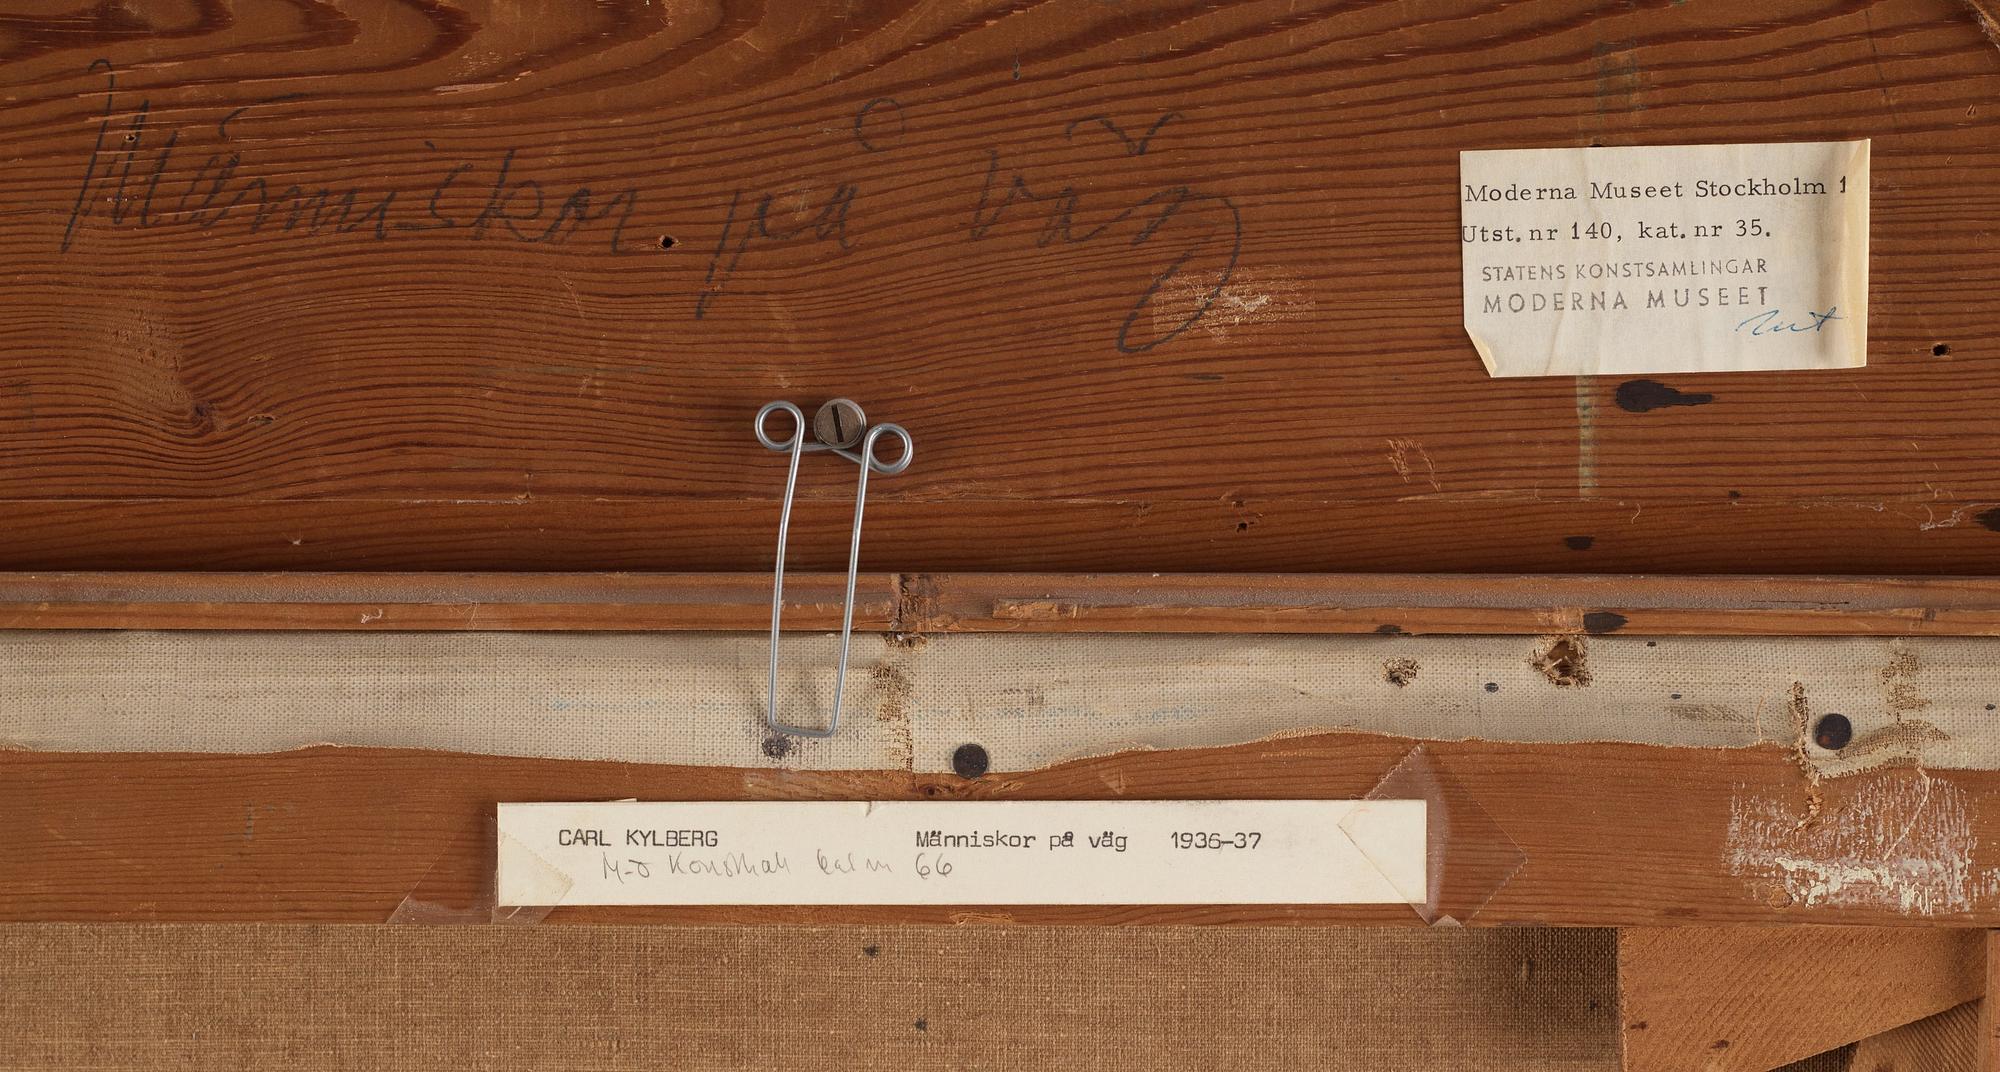 Människor på väg
Moderna Museet Stockholm 1
Utst. nr 140, kat. nr 35.
STATENS KONSTSAMLINGAR
MODERNA MUSEET
CARL KYLBERG Människor på väg 1936-37
Konsthall 66